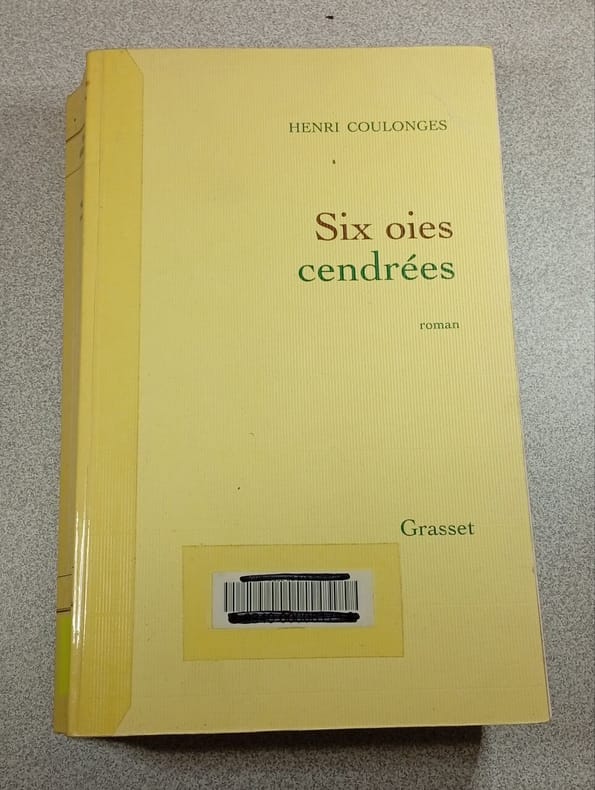 HENRI COULONGES
Six oies
cendrées
roman
Grasset